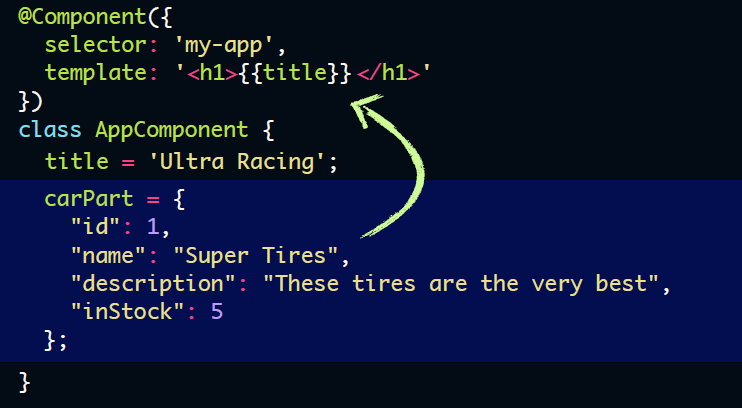 @Component({
  selector: 'my-app',
  template: '<h1>{{title}}</h1>'
})
class AppComponent {
  title = 'Ultra Racing';
  carPart = {
    "id": 1,
    "name": "Super Tires",
    "description": "These tires are the very best",
    "inStock": 5
  };
}